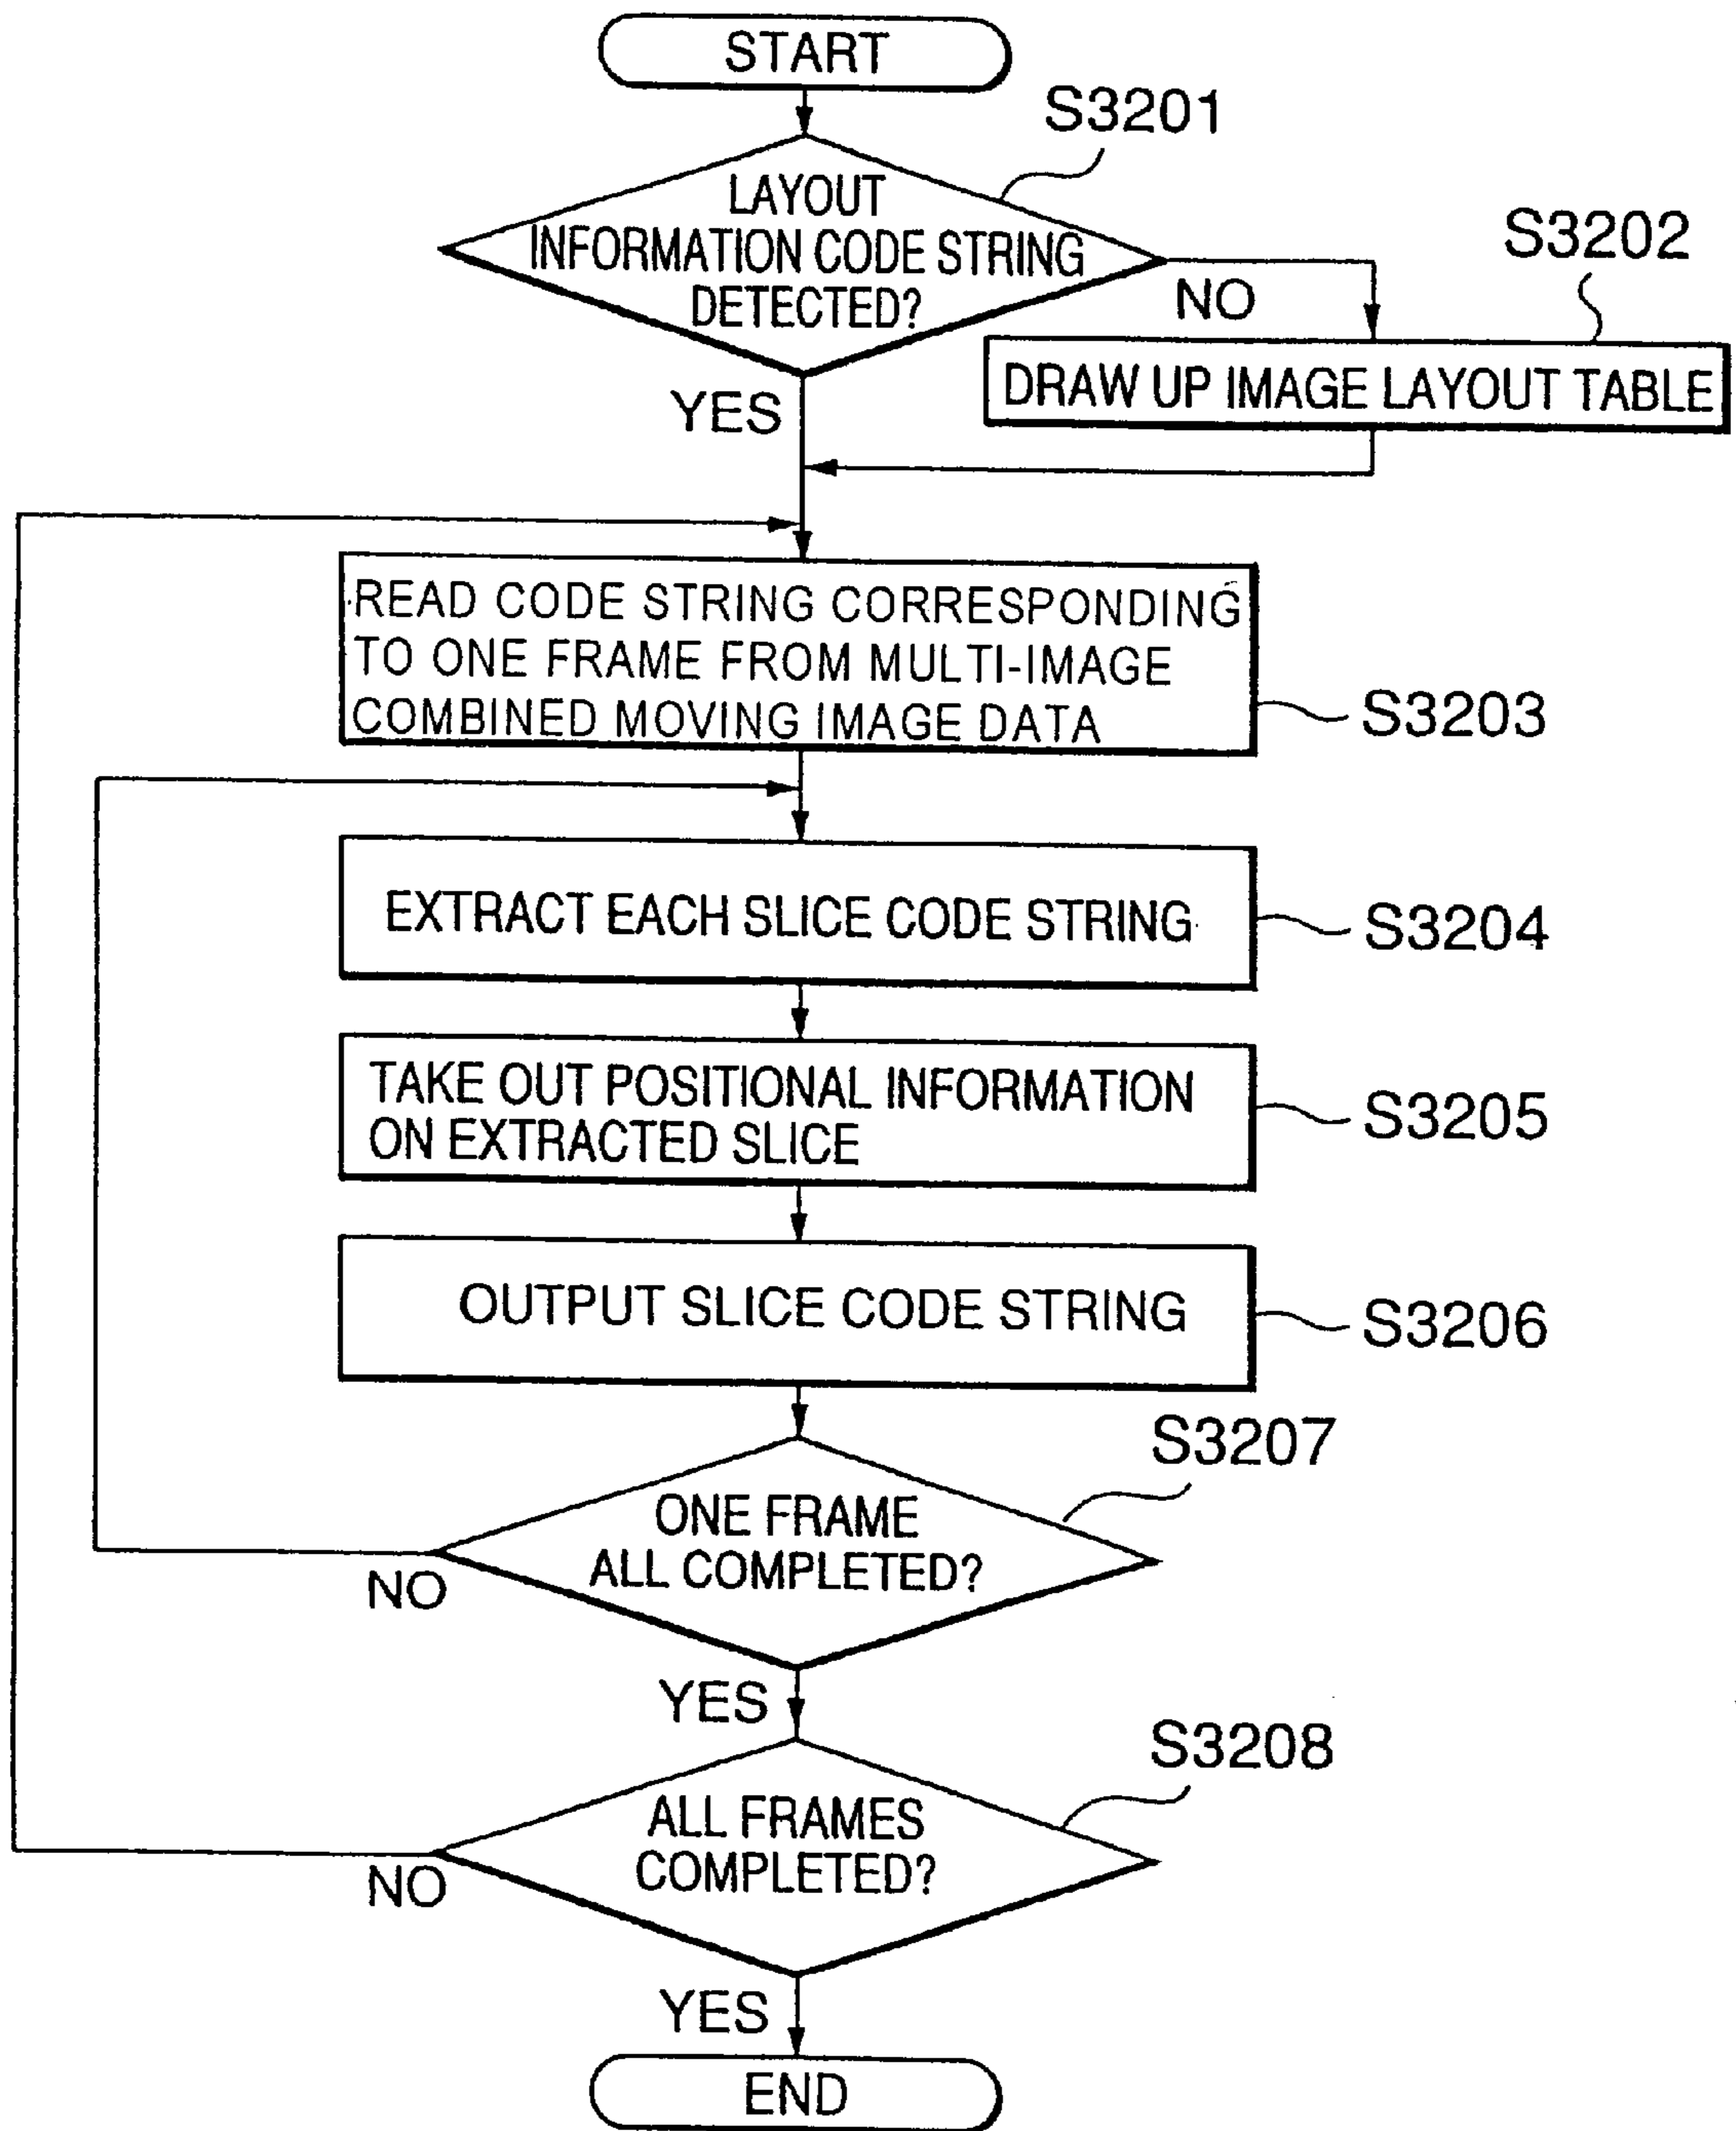 START
S3201
LAYOUT
INFORMATION CODE STRING
DETECTED?
NO
S3202
DRAW UP IMAGE LAYOUT TABLE
YES
READ CODE STRING CORRESPONDING
TO ONE FRAME FROM MULTI-IMAGE
COMBINED MOVING IMAGE DATA
S3203
EXTRACT EACH SLICE CODE STRING
S3204
TAKE OUT POSITIONAL INFORMATION
ON EXTRACTED SLICE
S3205
OUTPUT SLICE CODE STRING
S3206
S3207
ONE FRAME
ALL COMPLETED?
NO
YES
S3208
ALL FRAMES
COMPLETED?
NO
YES
END